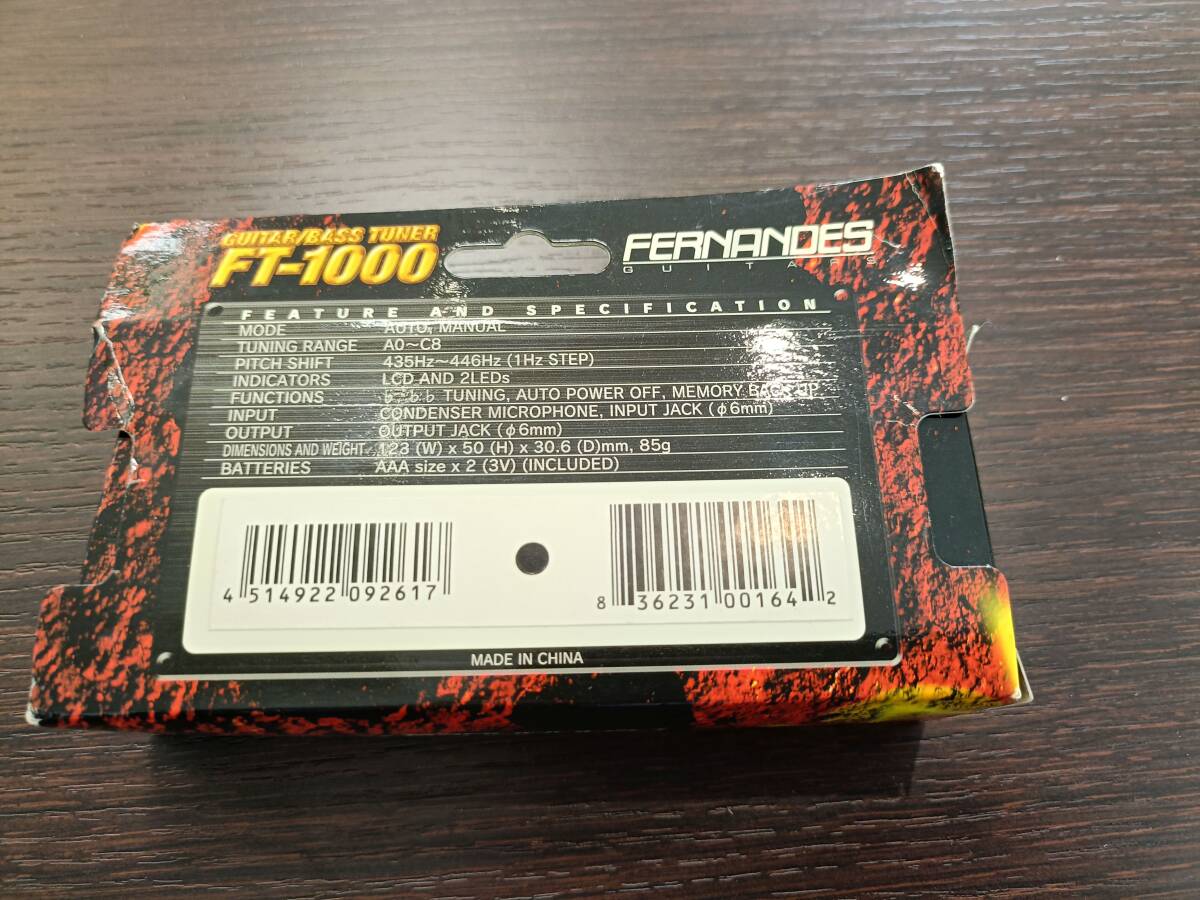 GUITAR/BASS TUNER
FT-1000
FERNANDES
GUITARS
FEATURE AND SPECIFICATION
MODE AUTO, MANUAL
TUNING RANGE A0~C8
PITCH SHIFT 435Hz~446Hz (1Hz STEP)
INDICATORS LCD AND 2LEDs
FUNCTIONS ♭~♭♭ TUNING, AUTO POWER OFF, MEMORY BACK UP
INPUT CONDENSER MICROPHONE, INPUT JACK (φ6mm)
OUTPUT OUTPUT JACK (φ6mm)
DIMENSIONS AND WEIGHT 123 (W) x 50 (H) x 30.6 (D)mm, 85g
BATTERIES AAA size x 2 (3V) (INCLUDED)
4 514922 092617
8 36231 00164 2
MADE IN CHINA